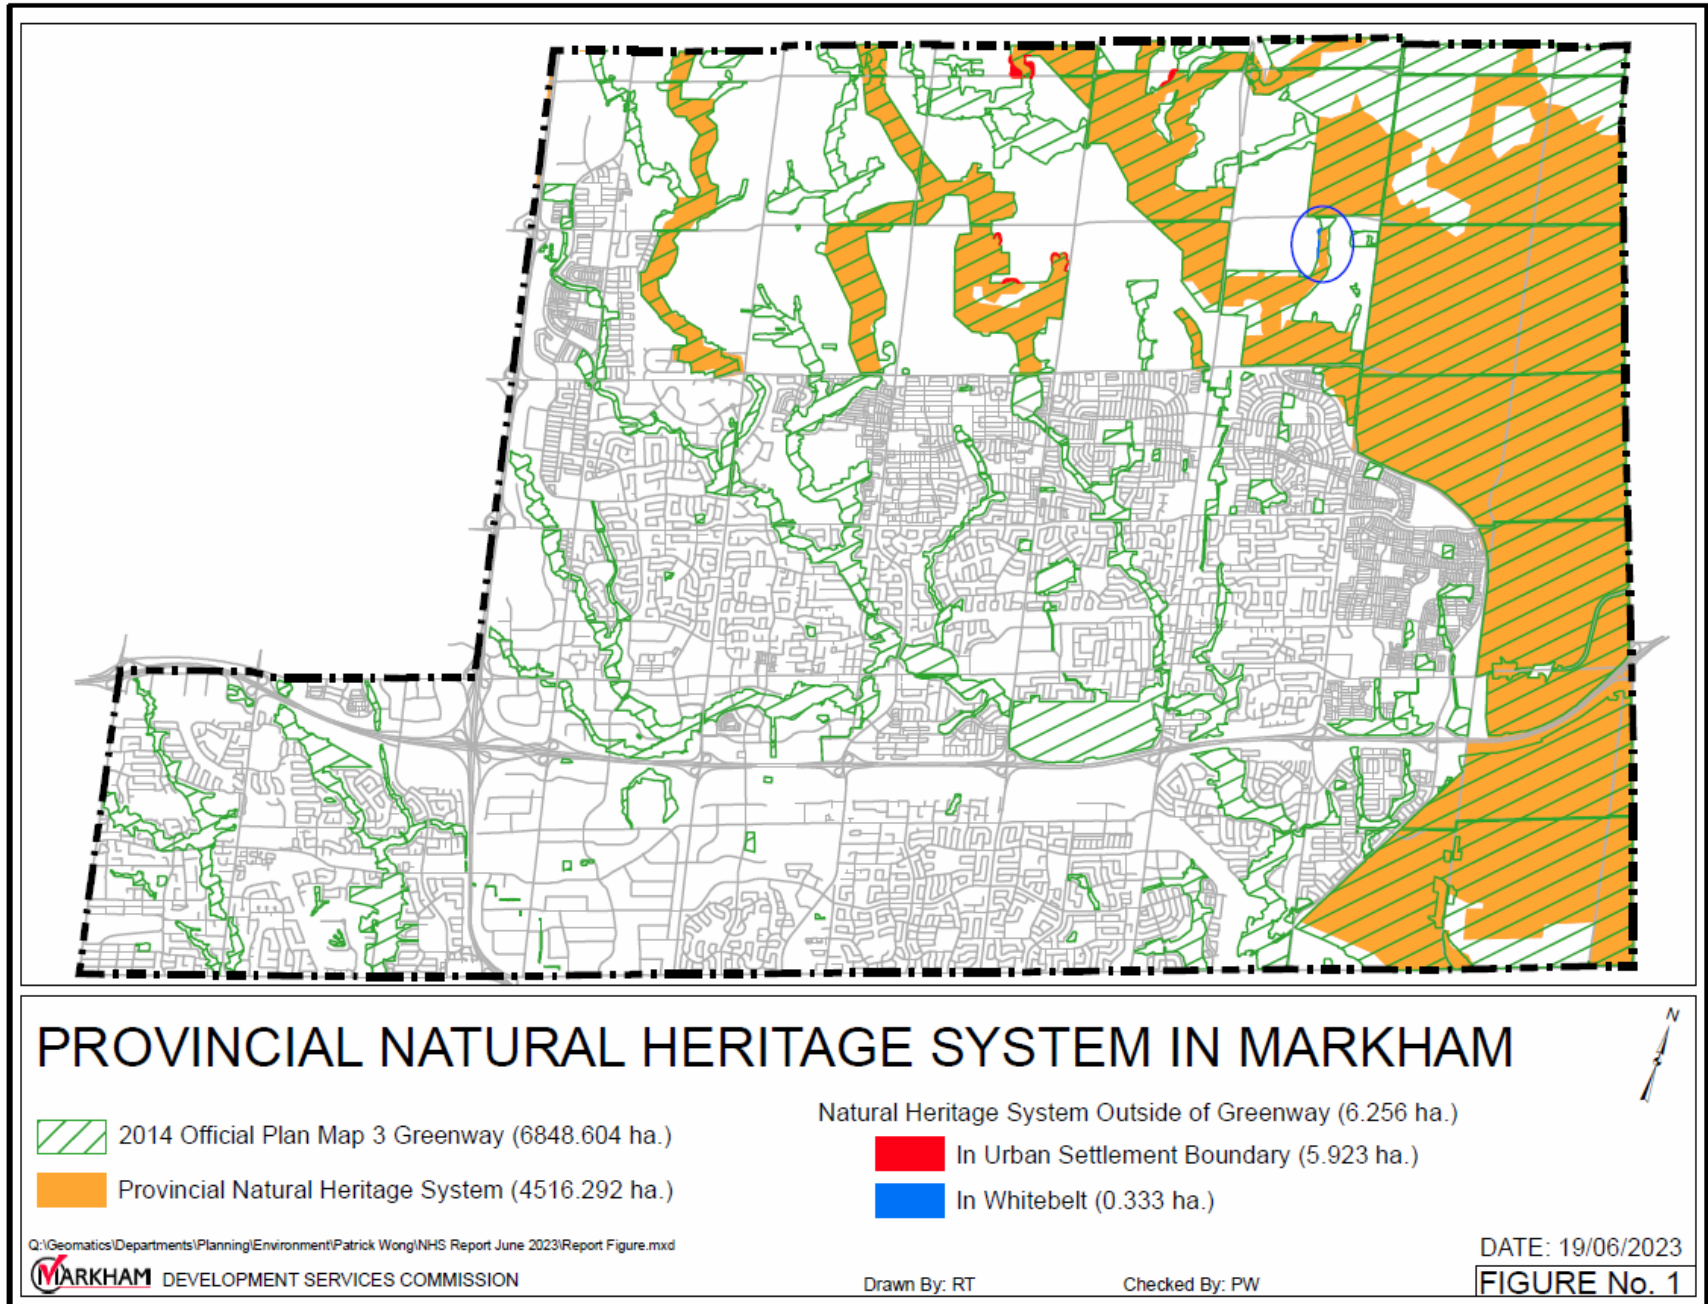 PROVINCIAL NATURAL HERITAGE SYSTEM IN MARKHAM
N
2014 Official Plan Map 3 Greenway (6848.604 ha.)
Provincial Natural Heritage System (4516.292 ha.)
Natural Heritage System Outside of Greenway (6.256 ha.)
In Urban Settlement Boundary (5.923 ha.)
In Whitebelt (0.333 ha.)
Q:\Geomatics\Departments\Planning\Environment\Patrick Wong\NHS Report June 2023\Report Figure.mxd
MARKHAM DEVELOPMENT SERVICES COMMISSION
Drawn By: RT
Checked By: PW
DATE: 19/06/2023
FIGURE No. 1